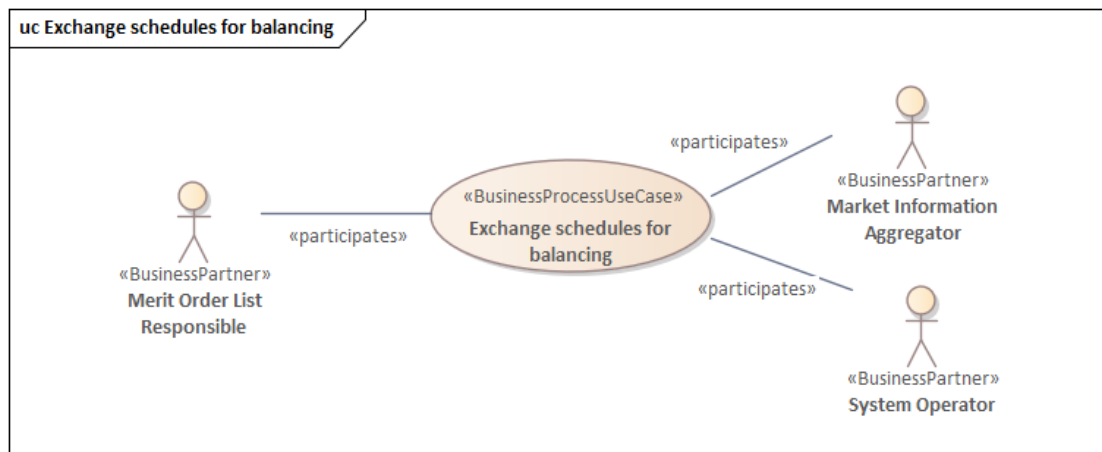 uc Exchange schedules for balancing
«participates»
«BusinessPartner»
Market Information
Aggregator
«BusinessProcessUseCase»
Exchange schedules for
balancing
«participates»
«BusinessPartner»
Merit Order List
Responsible
«participates»
«BusinessPartner»
System Operator